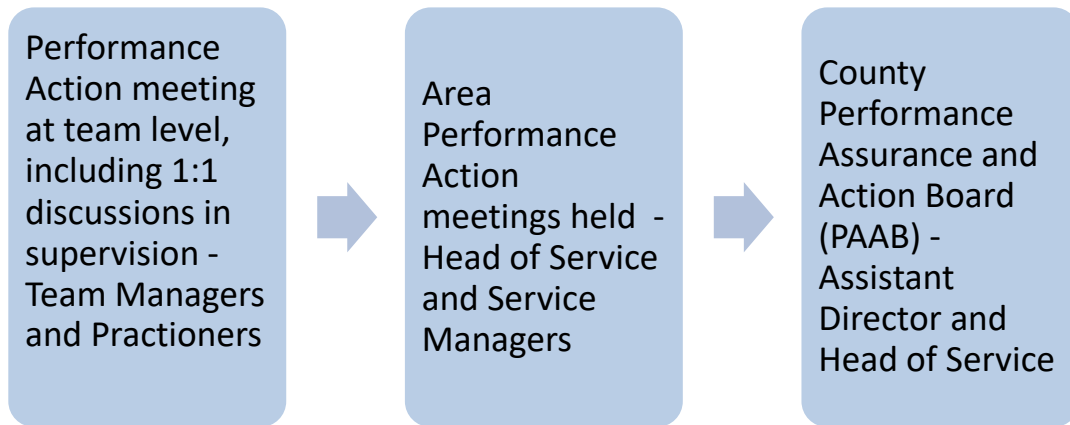 Performance
Action meeting
at team level,
including 1:1
discussions in
supervision -
Team Managers
and Practioners
Area
Performance
Action
meetings held -
Head of Service
and Service
Managers
County
Performance
Assurance and
Action Board
(PAAB) -
Assistant
Director and
Head of Service